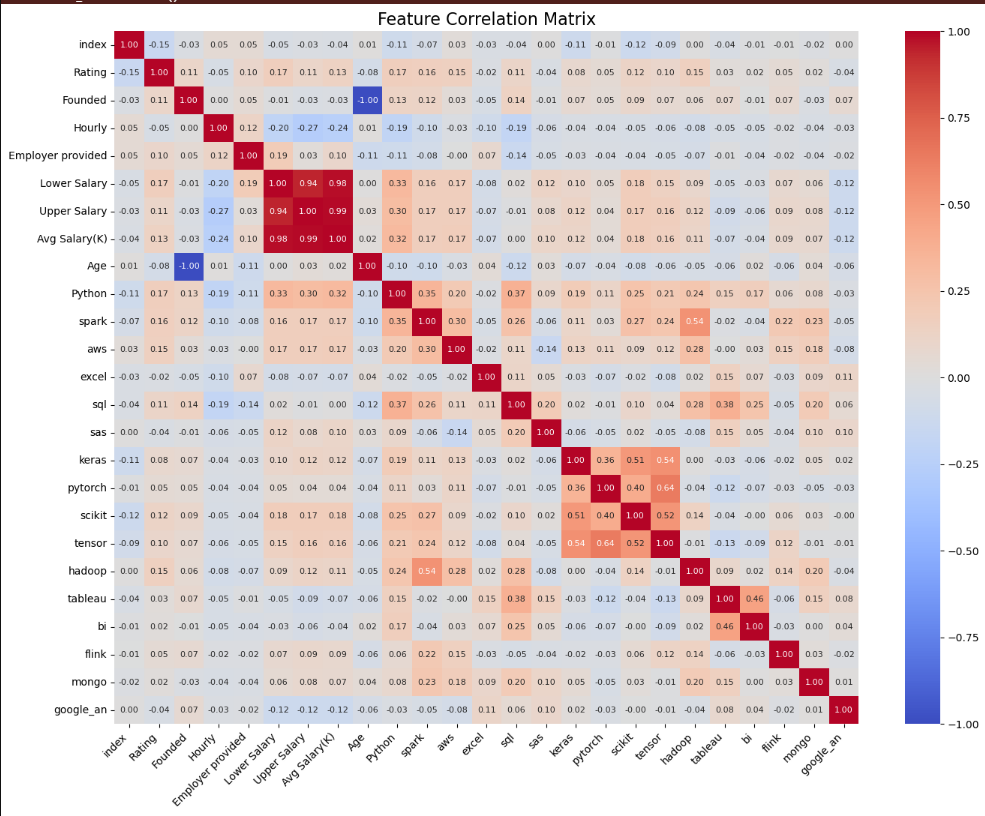 Feature Correlation Matrix
index 1.00 -0.15 -0.03 0.05 0.05 -0.05 -0.03 -0.04 0.01 -0.11 -0.07 0.03 -0.03 -0.04 0.00 -0.11 -0.01 -0.12 -0.09 0.00 -0.04 -0.01 -0.01 -0.02 0.00
Rating -0.15 1.00 0.11 -0.05 0.10 0.17 0.11 0.13 -0.08 0.17 0.16 0.15 -0.02 0.11 -0.04 0.08 0.05 0.12 0.10 0.15 0.03 0.02 0.05 0.02 -0.04
Founded -0.03 0.11 1.00 0.00 0.05 -0.01 -0.03 -0.03 -1.00 0.13 0.12 0.03 -0.05 0.14 -0.01 0.07 0.05 0.09 0.07 0.06 0.07 -0.01 0.07 -0.03 0.07
Hourly 0.05 -0.05 0.00 1.00 0.12 -0.20 -0.27 -0.24 0.01 -0.19 -0.10 -0.03 -0.10 -0.19 -0.06 -0.04 -0.04 -0.05 -0.06 -0.08 -0.05 -0.05 -0.02 -0.04 -0.03
Employer provided 0.05 0.10 0.05 0.12 1.00 0.19 0.03 0.10 -0.11 -0.11 -0.08 -0.00 0.07 -0.14 -0.05 -0.03 -0.04 -0.04 -0.05 -0.07 -0.01 -0.04 -0.02 -0.04 -0.02
Lower Salary -0.05 0.17 -0.01 -0.20 0.19 1.00 0.94 0.98 0.00 0.33 0.16 0.17 -0.08 0.02 0.12 0.10 0.05 0.18 0.15 0.09 -0.05 -0.03 0.07 0.06 -0.12
Upper Salary -0.03 0.11 -0.03 -0.27 0.03 0.94 1.00 0.99 0.03 0.30 0.17 0.17 -0.07 -0.01 0.08 0.12 0.04 0.17 0.16 0.12 -0.09 -0.06 0.09 0.08 -0.12
Avg Salary(K) -0.04 0.13 -0.03 -0.24 0.10 0.98 0.99 1.00 0.02 0.32 0.17 0.17 -0.07 0.00 0.10 0.12 0.04 0.18 0.16 0.11 -0.07 -0.04 0.09 0.07 -0.12
Age 0.01 -0.08 -1.00 0.01 -0.11 0.00 0.03 0.02 1.00 -0.10 -0.10 -0.03 0.04 -0.12 0.03 -0.07 -0.04 -0.08 -0.06 -0.05 -0.06 0.02 -0.06 0.04 -0.06
Python -0.11 0.17 0.13 -0.19 -0.11 0.33 0.30 0.32 -0.10 1.00 0.35 0.20 -0.02 0.37 0.09 0.19 0.11 0.25 0.21 0.24 0.15 0.17 0.06 0.08 -0.03
spark -0.07 0.16 0.12 -0.10 -0.08 0.16 0.17 0.17 -0.10 0.35 1.00 0.30 -0.05 0.26 -0.06 0.11 0.03 0.27 0.24 0.54 -0.02 -0.04 0.22 0.23 -0.05
aws 0.03 0.15 0.03 -0.03 -0.00 0.17 0.17 0.17 -0.03 0.20 0.30 1.00 -0.02 0.11 -0.14 0.13 0.11 0.09 0.12 0.28 -0.00 0.03 0.15 0.18 -0.08
excel -0.03 -0.02 -0.05 -0.10 0.07 -0.08 -0.07 -0.07 0.04 -0.02 -0.05 -0.02 1.00 0.11 0.05 -0.03 -0.07 -0.02 -0.08 0.02 0.15 0.07 -0.03 0.09 0.11
sql -0.04 0.11 0.14 -0.19 -0.14 0.02 -0.01 0.00 -0.12 0.37 0.26 0.11 0.11 1.00 0.20 0.02 -0.01 0.10 0.04 0.28 0.38 0.25 -0.05 0.20 0.06
sas 0.00 -0.04 -0.01 -0.06 -0.05 0.12 0.08 0.10 0.03 0.09 -0.06 -0.14 0.05 0.20 1.00 -0.06 -0.05 0.02 -0.05 -0.08 0.15 0.05 -0.04 0.10 0.10
keras -0.11 0.08 0.07 -0.04 -0.03 0.10 0.12 0.12 -0.07 0.19 0.11 0.13 -0.03 0.02 -0.06 1.00 0.36 0.51 0.54 0.00 -0.03 -0.06 -0.02 0.05 0.02
pytorch -0.01 0.05 0.05 -0.04 -0.04 0.05 0.04 0.04 -0.04 0.11 0.03 0.11 -0.07 -0.01 -0.05 0.36 1.00 0.40 0.64 -0.04 -0.12 -0.07 -0.03 -0.05 -0.03
scikit -0.12 0.12 0.09 -0.05 -0.04 0.18 0.17 0.18 -0.08 0.25 0.27 0.09 -0.02 0.10 0.02 0.51 0.40 1.00 0.52 0.14 -0.04 -0.00 0.06 0.03 -0.00
tensor -0.09 0.10 0.07 -0.06 -0.05 0.15 0.16 0.16 -0.06 0.21 0.24 0.12 -0.08 0.04 -0.05 0.54 0.64 0.52 1.00 -0.01 -0.13 -0.09 0.12 -0.01 -0.01
hadoop 0.00 0.15 0.06 -0.08 -0.07 0.09 0.12 0.11 -0.05 0.24 0.54 0.28 0.02 0.28 -0.08 0.00 -0.04 0.14 -0.01 1.00 0.09 0.02 0.14 0.20 -0.04
tableau -0.04 0.03 0.07 -0.05 -0.01 -0.05 -0.09 -0.07 -0.06 0.15 -0.02 -0.00 0.15 0.38 0.15 -0.03 -0.12 -0.04 -0.13 0.09 1.00 0.46 -0.06 0.15 0.08
bi -0.01 0.02 -0.01 -0.05 -0.04 -0.03 -0.06 -0.04 0.02 0.17 -0.04 0.03 0.07 0.25 0.05 -0.06 -0.07 -0.00 -0.09 0.02 0.46 1.00 -0.03 0.00 0.04
flink -0.01 0.05 0.07 -0.02 -0.02 0.07 0.09 0.09 -0.06 0.06 0.22 0.15 -0.03 -0.05 -0.04 -0.02 -0.03 0.06 0.12 0.14 -0.06 -0.03 1.00 0.03 -0.02
mongo -0.02 0.02 -0.03 -0.04 -0.04 0.06 0.08 0.07 0.04 0.08 0.23 0.18 0.09 0.20 0.10 0.05 -0.05 0.03 -0.01 0.20 0.15 0.00 0.03 1.00 0.01
google_an 0.00 -0.04 0.07 -0.03 -0.02 -0.12 -0.12 -0.12 -0.06 -0.03 -0.05 -0.08 0.11 0.06 0.10 0.02 -0.03 -0.00 -0.01 -0.04 0.08 0.04 -0.02 0.01 1.00
index Rating Founded Hourly Employer provided Lower Salary Upper Salary Avg Salary(K) Age Python spark aws excel sql sas keras pytorch scikit tensor hadoop tableau bi flink mongo google_an
1.00
0.75
0.50
0.25
0.00
−0.25
−0.50
−0.75
−1.00